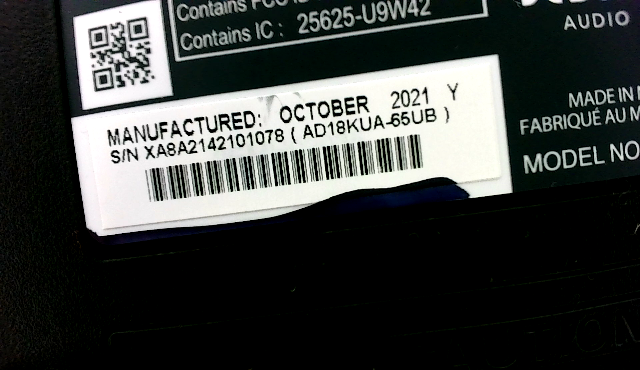 Contains IC : 25625-U9W42
AUDIO
MANUFACTURED: OCTOBER 2021 Y
S/N XA8A2142101078 ( AD18KUA-65UB )
MADE IN
FABRIQUÉ AU
MODEL NO